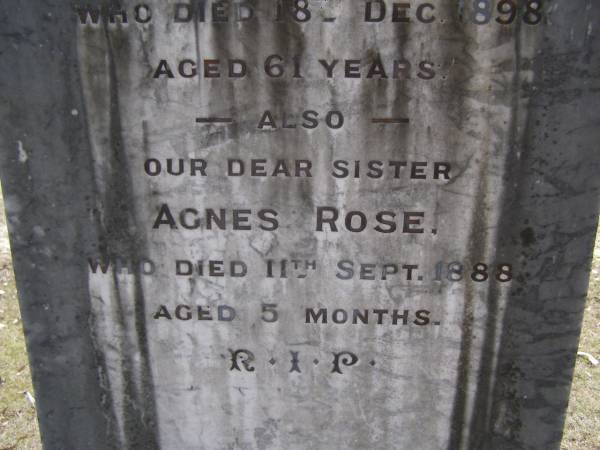 WHO DIED 18TH DEC. 1898
AGED 61 YEARS.
— ALSO —
OUR DEAR SISTER
AGNES ROSE.
WHO DIED 11TH SEPT. 1888
AGED 5 MONTHS.
R·I·P·